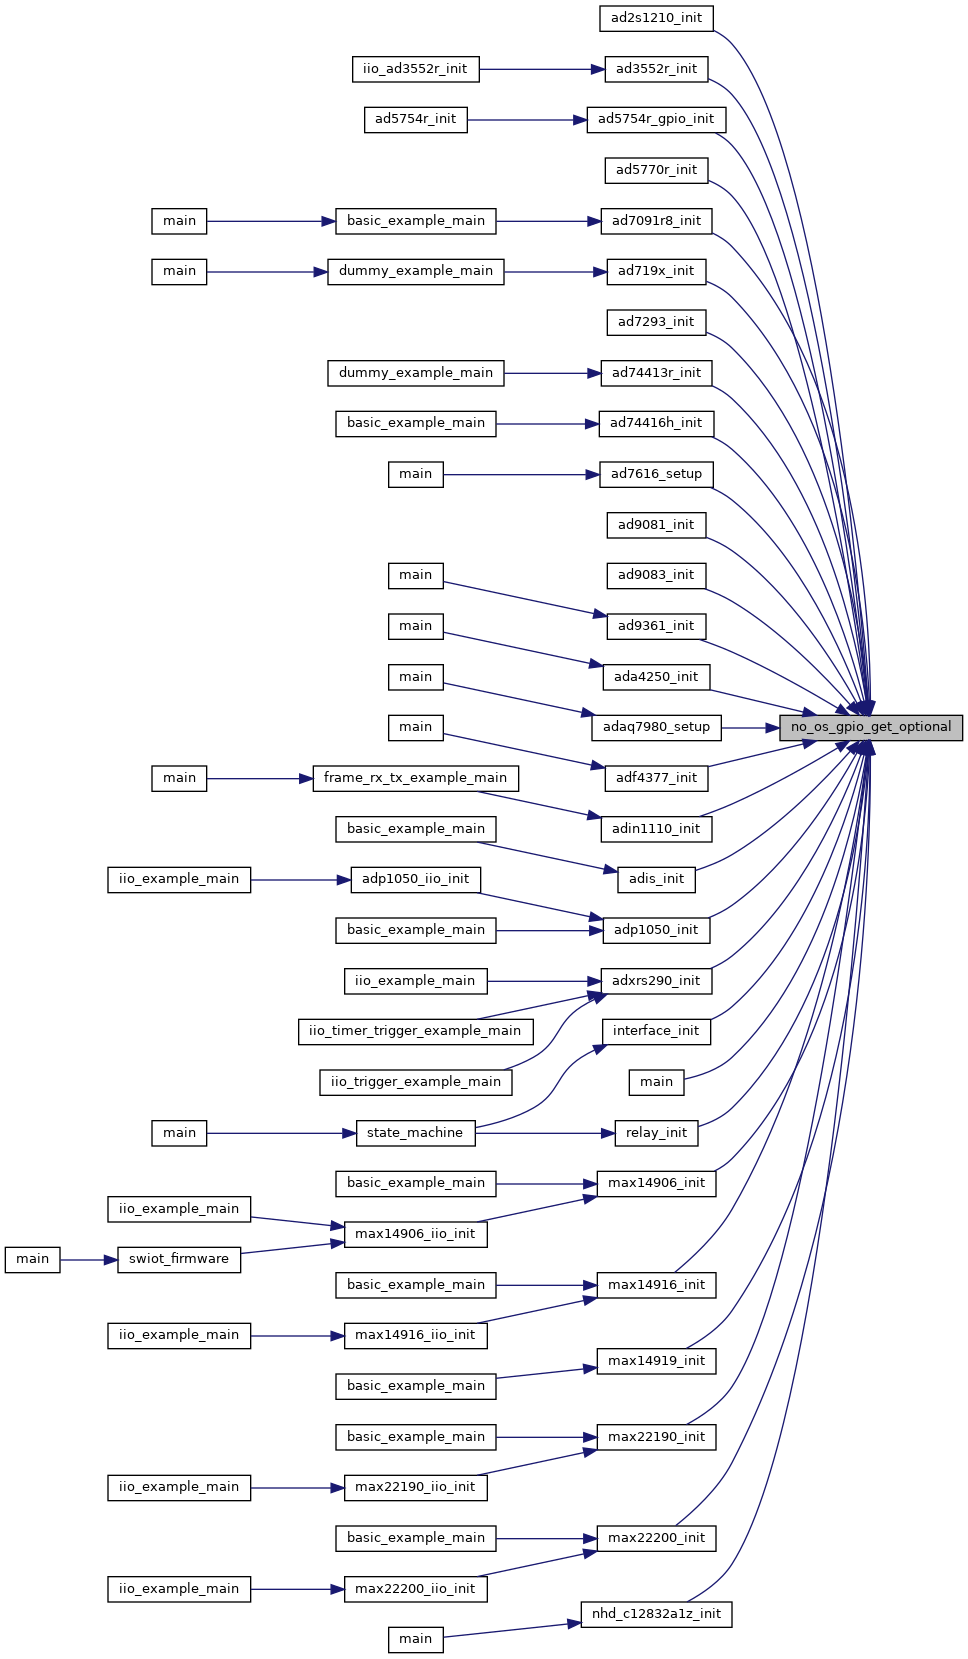 ad2s1210_init
iio_ad3552r_init
ad3552r_init
ad5754r_init
ad5754r_gpio_init
ad5770r_init
main
basic_example_main
ad7091r8_init
main
dummy_example_main
ad719x_init
ad7293_init
dummy_example_main
ad74413r_init
basic_example_main
ad74416h_init
main
ad7616_setup
ad9081_init
main
ad9083_init
main
ad9361_init
main
ada4250_init
main
adaq7980_setup
no_os_gpio_get_optional
main
frame_rx_tx_example_main
adf4377_init
basic_example_main
adin1110_init
iio_example_main
adp1050_iio_init
adis_init
basic_example_main
adp1050_init
iio_example_main
adxrs290_init
iio_timer_trigger_example_main
interface_init
iio_trigger_example_main
main
main
state_machine
relay_init
basic_example_main
max14906_init
iio_example_main
max14906_iio_init
main
swiot_firmware
basic_example_main
max14916_init
iio_example_main
max14916_iio_init
max14919_init
basic_example_main
basic_example_main
max22190_init
iio_example_main
max22190_iio_init
basic_example_main
max22200_init
iio_example_main
max22200_iio_init
nhd_c12832a1z_init
main